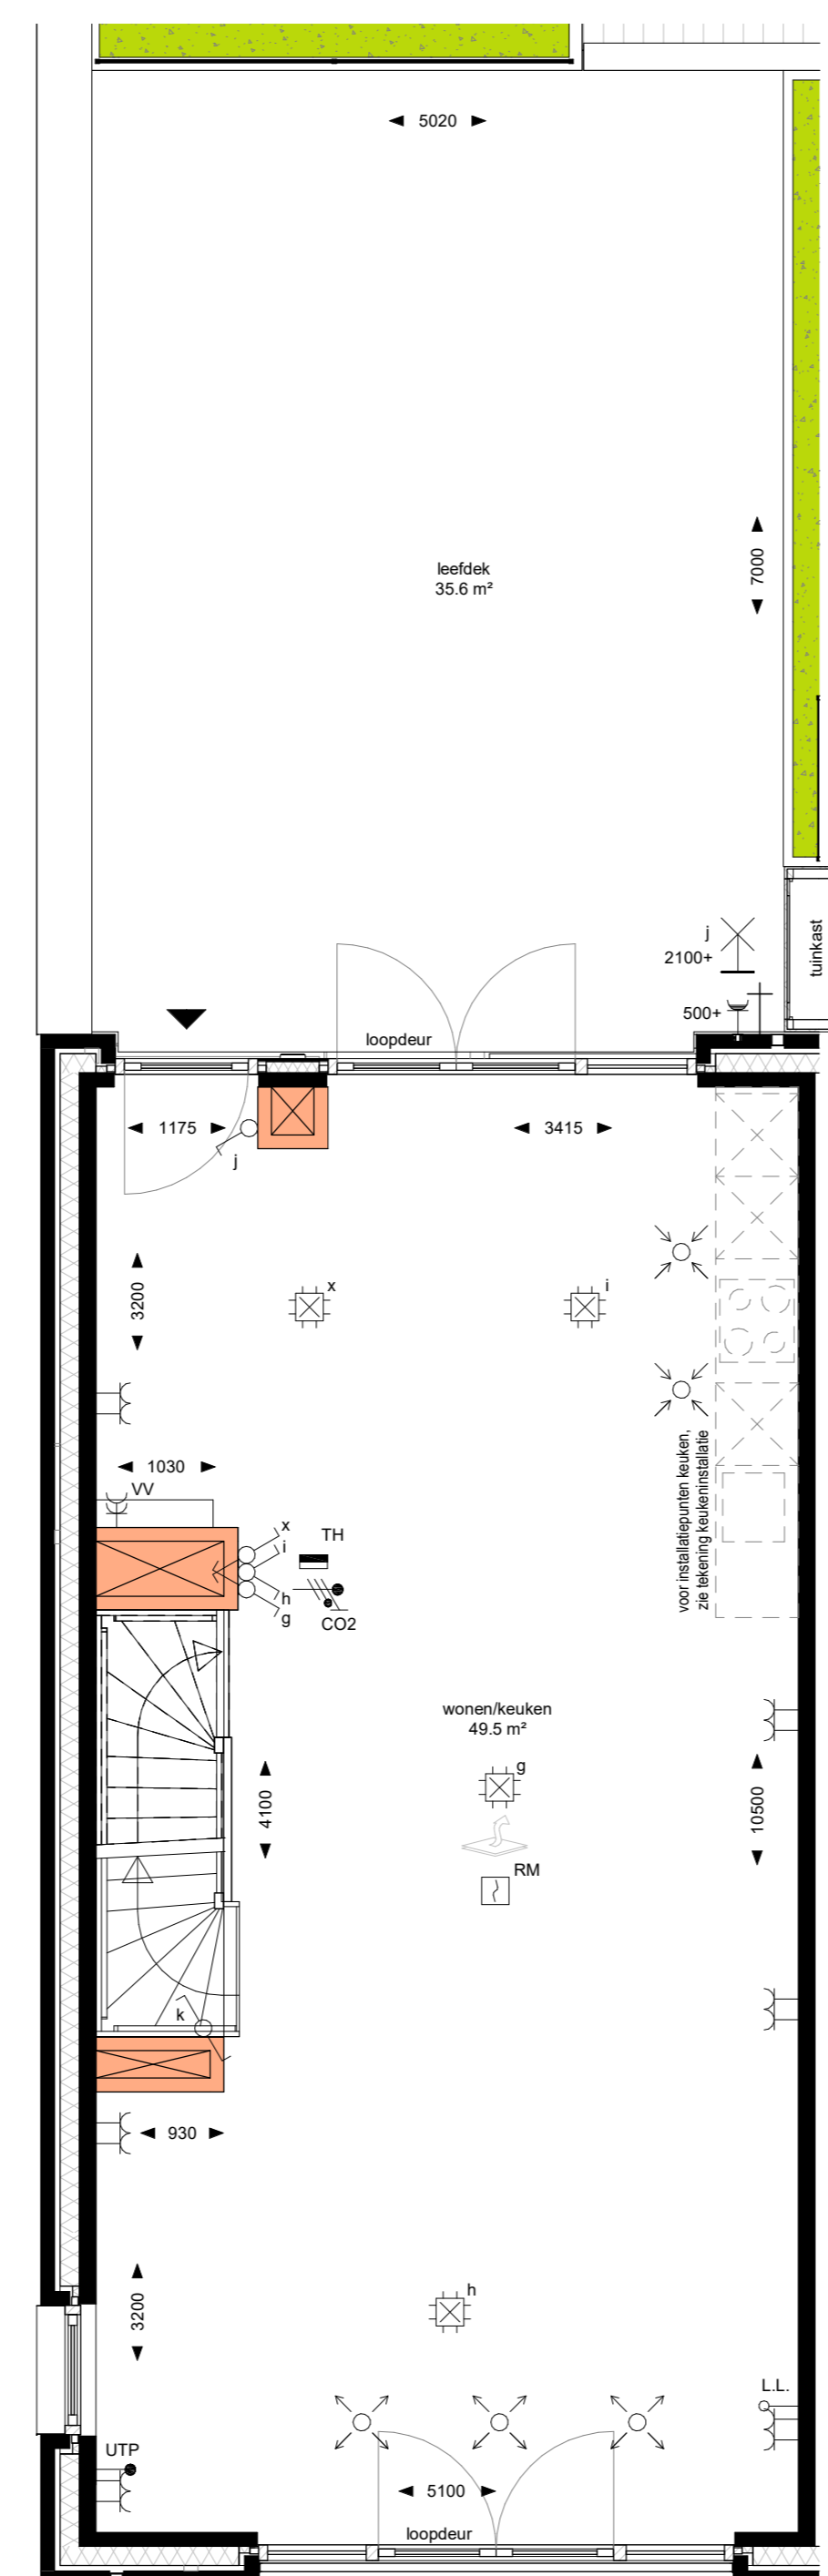 5020
leefdek
35.6 m²
7000
tuinkast
j
2100+
500+
loopdeur
1175
3415
j
3200
x
i
1030
VV
x
i
h
g
TH
CO2
voor installatiepunten keuken,
zie tekening keukeninstallatie
wonen/keuken
49.5 m²
g
4100
10500
RM
k
930
3200
h
L.L.
UTP
5100
loopdeur